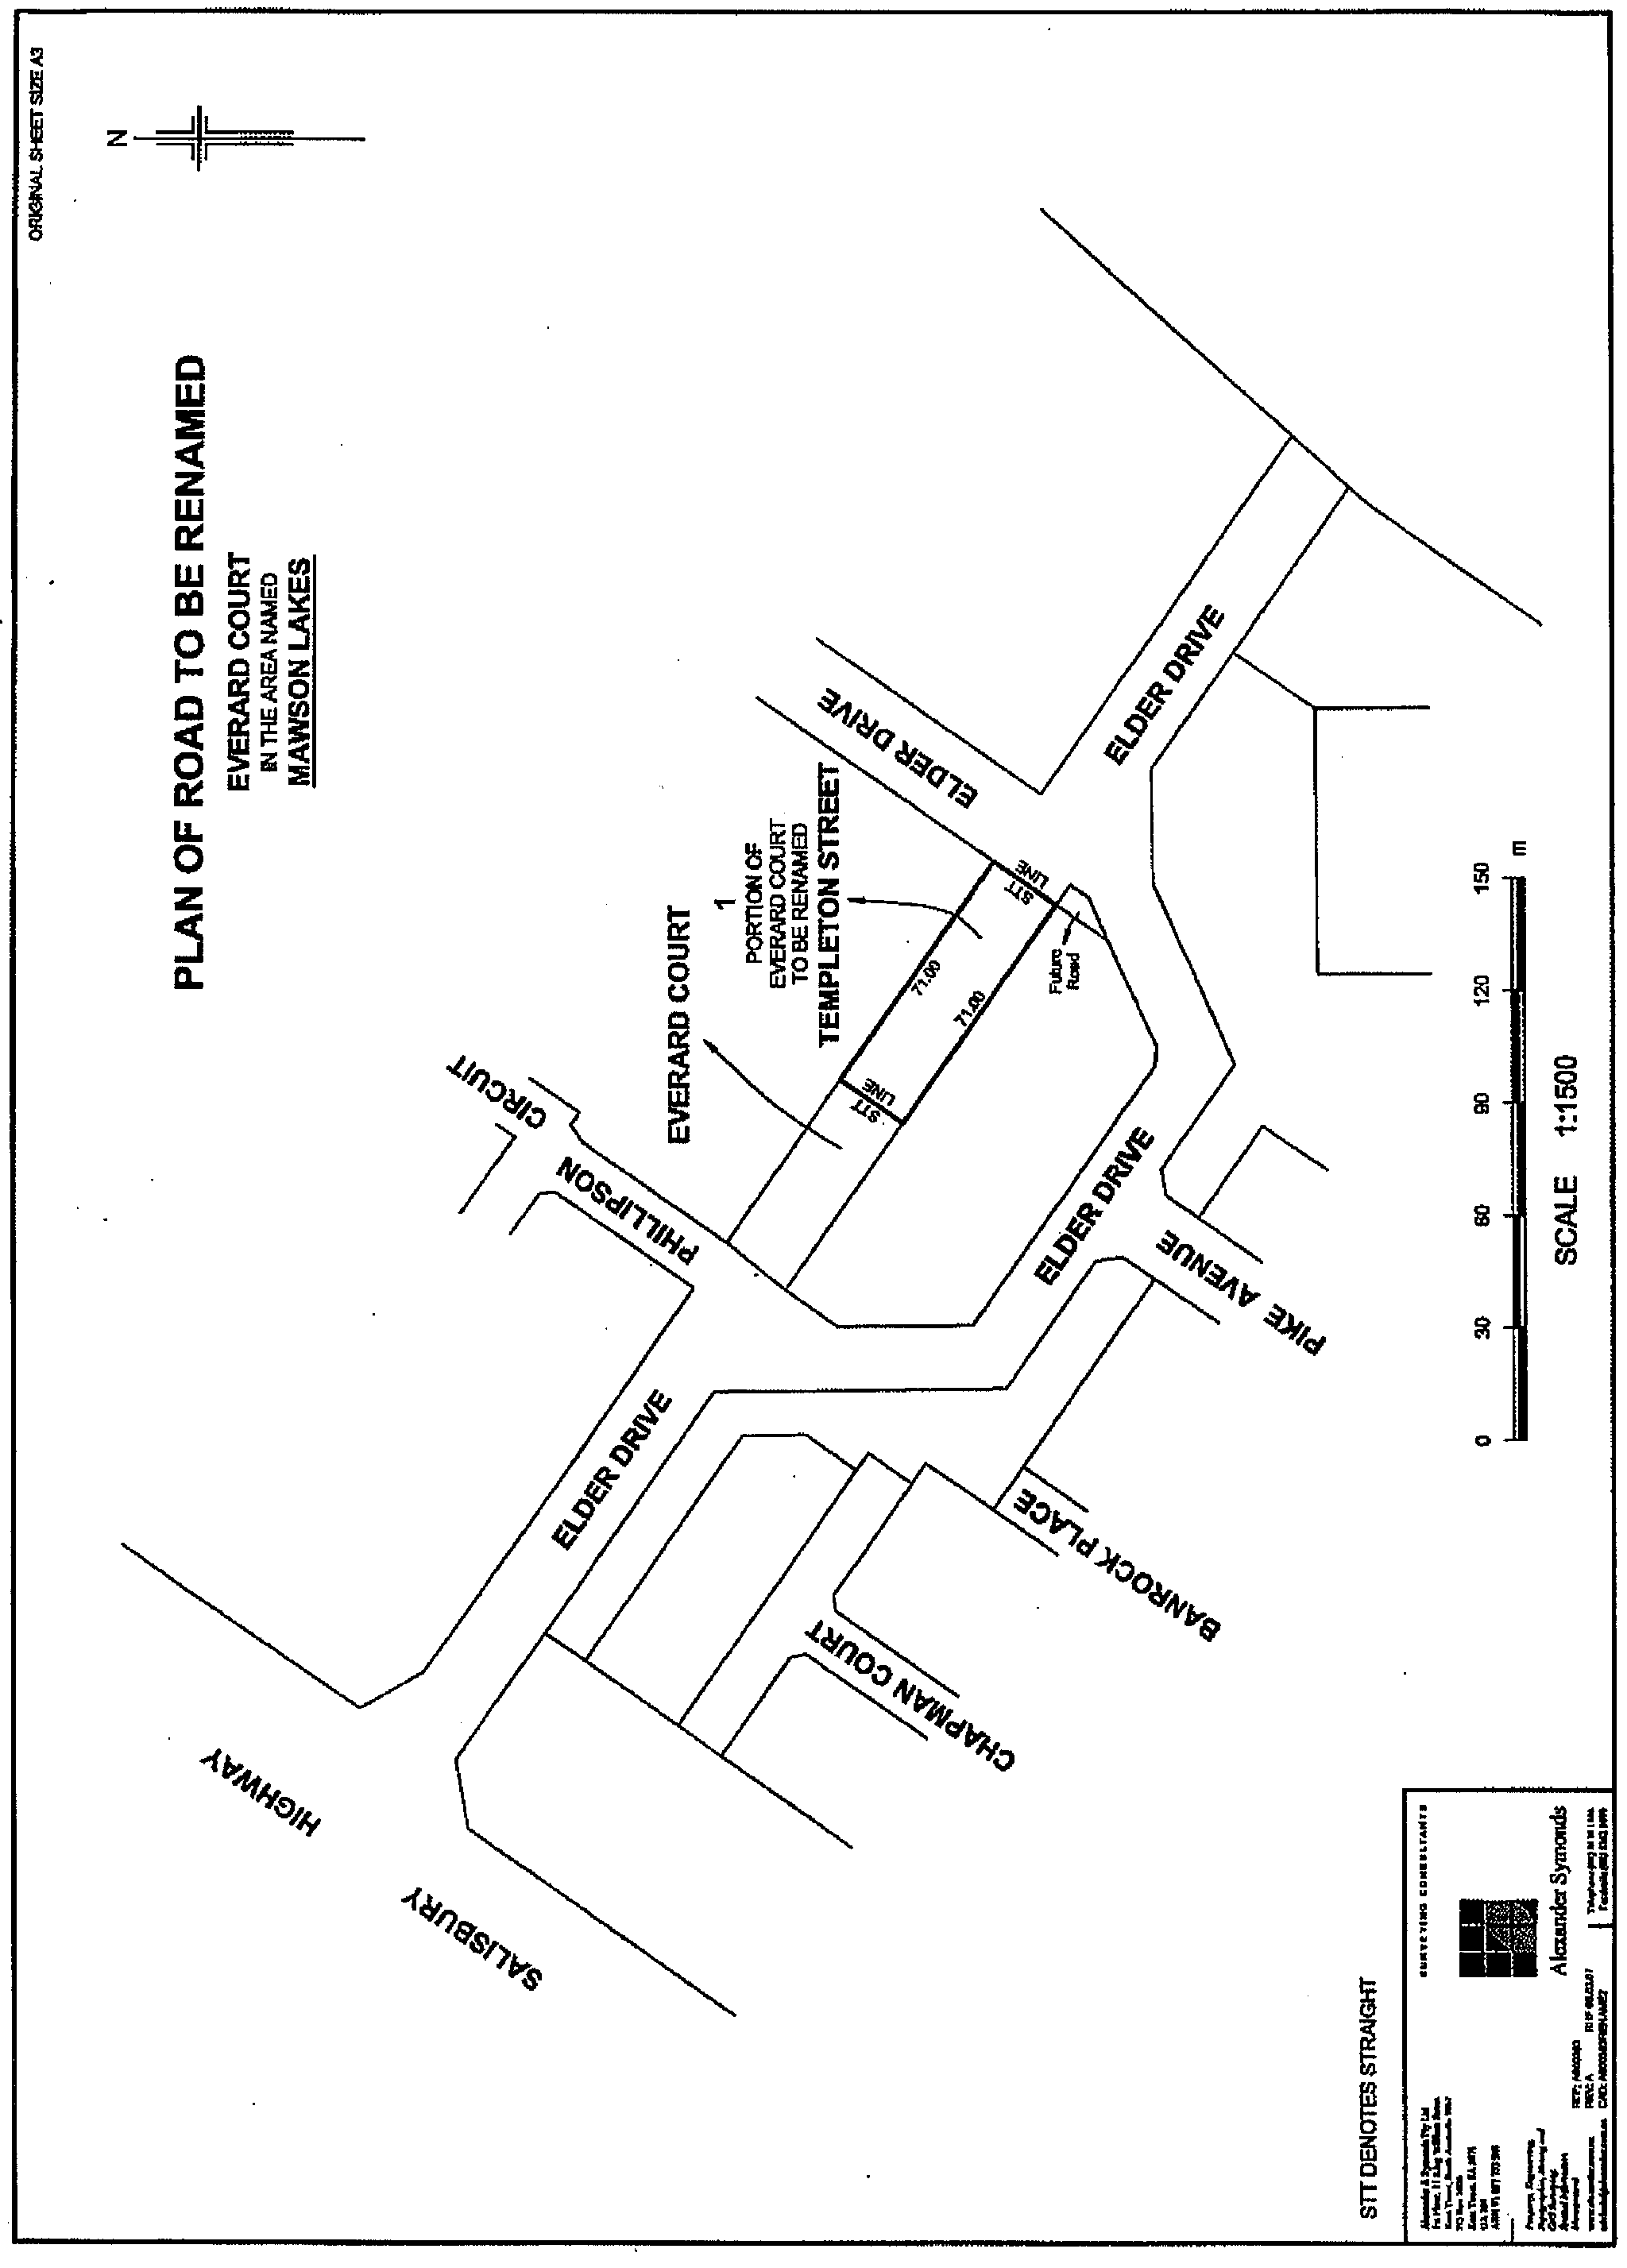 ORIGINAL SHEET SIZE A3
N
PLAN OF ROAD TO BE RENAMED
EVERARD COURT
IN THE AREA NAMED
MAWSON LAKES
EVERARD COURT
1
PORTION OF
EVERARD COURT
TO BE RENAMED
TEMPLETON STREET
ELDER DRIVE
ELDER DRIVE
STT
LINE
71.00
71.00
STT
LINE
Future
Road
PHILLIPSON CIRCUIT
ELDER DRIVE
ELDER DRIVE
PIKE AVENUE
BANROCK PLACE
CHAPMAN COURT
SALISBURY HIGHWAY
0 30 60 90 120 150 m
SCALE 1:1500
STT DENOTES STRAIGHT
SURVEYING CONSULTANTS
Alexander Symonds